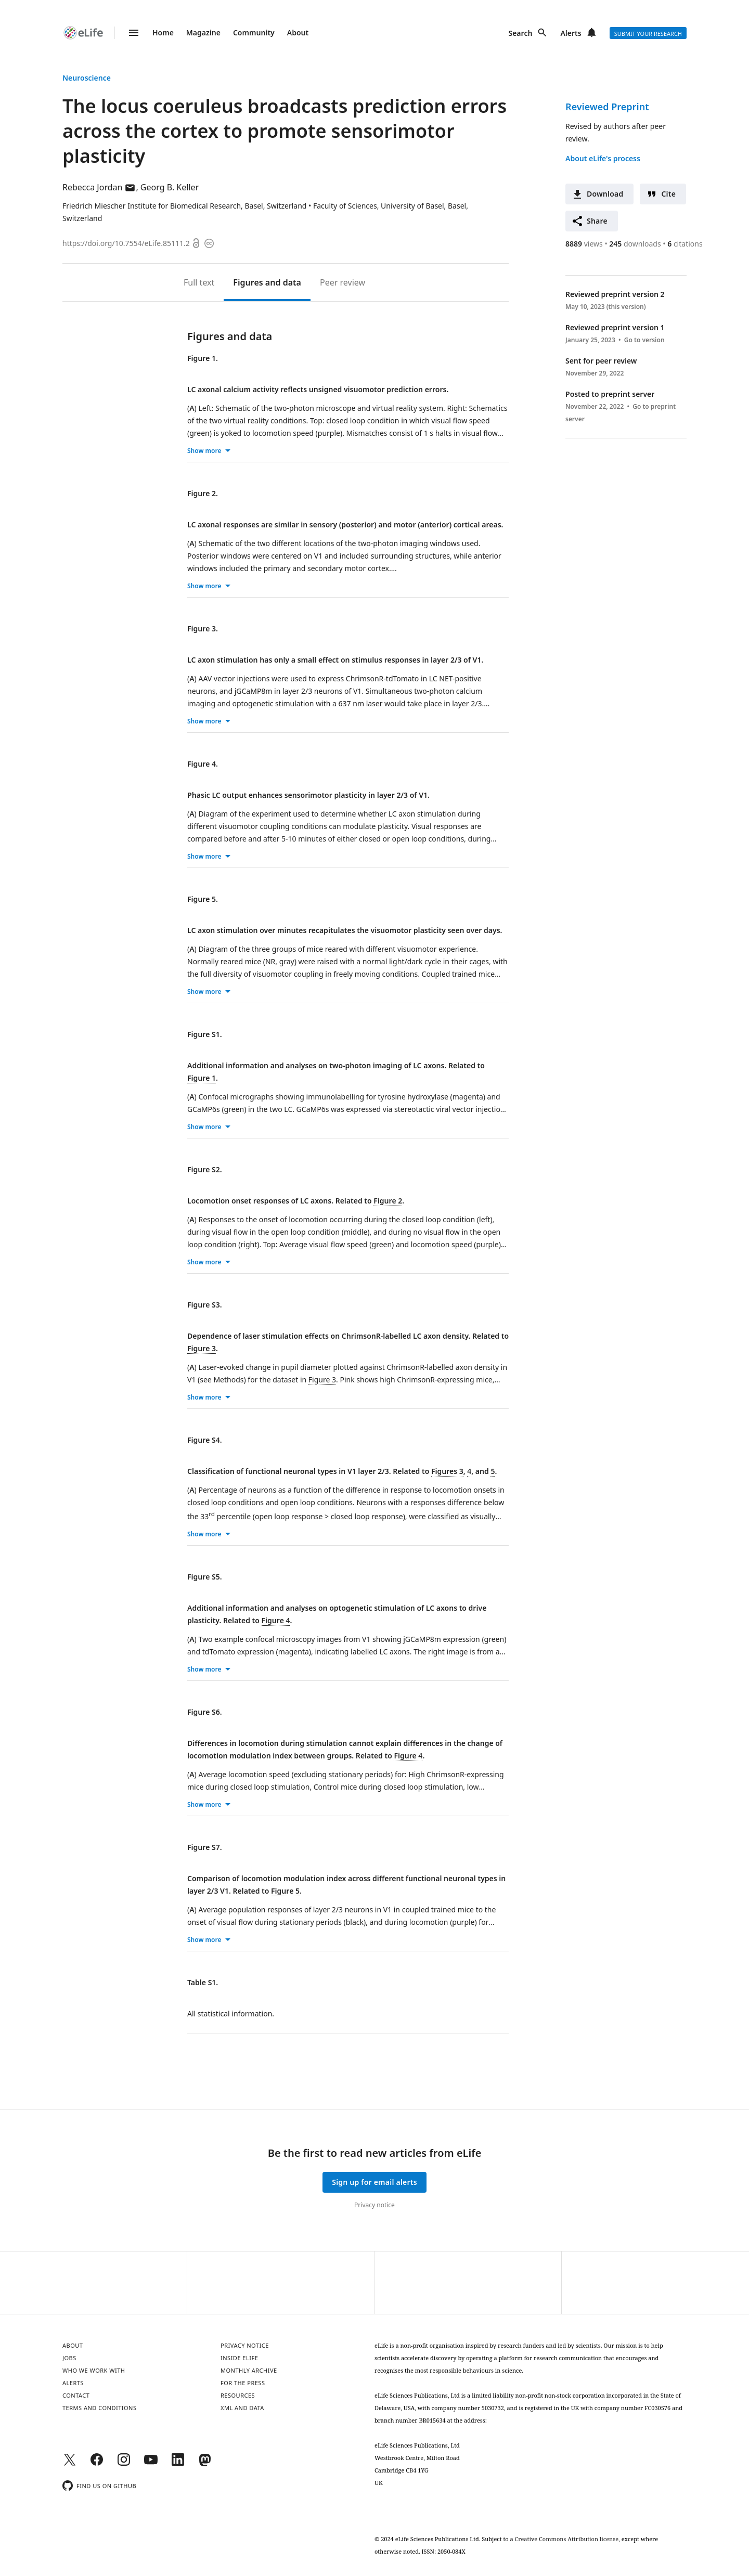 eLife
Home Magazine Community About
Search Alerts SUBMIT YOUR RESEARCH
Neuroscience
The locus coeruleus broadcasts prediction errors
across the cortex to promote sensorimotor
plasticity
Rebecca Jordan , Georg B. Keller
Friedrich Miescher Institute for Biomedical Research, Basel, Switzerland • Faculty of Sciences, University of Basel, Basel,
Switzerland
https://doi.org/10.7554/eLife.85111.2
Reviewed Preprint
Revised by authors after peer
review.
About eLife's process
Download Cite
Share
8889 views • 245 downloads • 6 citations
Reviewed preprint version 2
May 10, 2023 (this version)
Reviewed preprint version 1
January 25, 2023 • Go to version
Sent for peer review
November 29, 2022
Posted to preprint server
November 22, 2022 • Go to preprint
server
Full text Figures and data Peer review
Figures and data
Figure 1.
LC axonal calcium activity reflects unsigned visuomotor prediction errors.
(A) Left: Schematic of the two-photon microscope and virtual reality system. Right: Schematics
of the two virtual reality conditions. Top: closed loop condition in which visual flow speed
(green) is yoked to locomotion speed (purple). Mismatches consist of 1 s halts in visual flow...
Show more
Figure 2.
LC axonal responses are similar in sensory (posterior) and motor (anterior) cortical areas.
(A) Schematic of the two different locations of the two-photon imaging windows used.
Posterior windows were centered on V1 and included surrounding structures, while anterior
windows included the primary and secondary motor cortex....
Show more
Figure 3.
LC axon stimulation has only a small effect on stimulus responses in layer 2/3 of V1.
(A) AAV vector injections were used to express ChrimsonR-tdTomato in LC NET-positive
neurons, and jGCaMP8m in layer 2/3 neurons of V1. Simultaneous two-photon calcium
imaging and optogenetic stimulation with a 637 nm laser would take place in layer 2/3....
Show more
Figure 4.
Phasic LC output enhances sensorimotor plasticity in layer 2/3 of V1.
(A) Diagram of the experiment used to determine whether LC axon stimulation during
different visuomotor coupling conditions can modulate plasticity. Visual responses are
compared before and after 5-10 minutes of either closed or open loop conditions, during...
Show more
Figure 5.
LC axon stimulation over minutes recapitulates the visuomotor plasticity seen over days.
(A) Diagram of the three groups of mice reared with different visuomotor experience.
Normally reared mice (NR, gray) were raised with a normal light/dark cycle in their cages, with
the full diversity of visuomotor coupling in freely moving conditions. Coupled trained mice...
Show more
Figure S1.
Additional information and analyses on two-photon imaging of LC axons. Related to
Figure 1.
(A) Confocal micrographs showing immunolabelling for tyrosine hydroxylase (magenta) and
GCaMP6s (green) in the two LC. GCaMP6s was expressed via stereotactic viral vector injectio...
Show more
Figure S2.
Locomotion onset responses of LC axons. Related to Figure 2.
(A) Responses to the onset of locomotion occurring during the closed loop condition (left),
during visual flow in the open loop condition (middle), and during no visual flow in the open
loop condition (right). Top: Average visual flow speed (green) and locomotion speed (purple)...
Show more
Figure S3.
Dependence of laser stimulation effects on ChrimsonR-labelled LC axon density. Related to
Figure 3.
(A) Laser-evoked change in pupil diameter plotted against ChrimsonR-labelled axon density in
V1 (see Methods) for the dataset in Figure 3. Pink shows high ChrimsonR-expressing mice,...
Show more
Figure S4.
Classification of functional neuronal types in V1 layer 2/3. Related to Figures 3, 4, and 5.
(A) Percentage of neurons as a function of the difference in response to locomotion onsets in
closed loop conditions and open loop conditions. Neurons with a responses difference below
the 33rd percentile (open loop response > closed loop response), were classified as visually...
Show more
Figure S5.
Additional information and analyses on optogenetic stimulation of LC axons to drive
plasticity. Related to Figure 4.
(A) Two example confocal microscopy images from V1 showing jGCaMP8m expression (green)
and tdTomato expression (magenta), indicating labelled LC axons. The right image is from a...
Show more
Figure S6.
Differences in locomotion during stimulation cannot explain differences in the change of
locomotion modulation index between groups. Related to Figure 4.
(A) Average locomotion speed (excluding stationary periods) for: High ChrimsonR-expressing
mice during closed loop stimulation, Control mice during closed loop stimulation, low...
Show more
Figure S7.
Comparison of locomotion modulation index across different functional neuronal types in
layer 2/3 V1. Related to Figure 5.
(A) Average population responses of layer 2/3 neurons in V1 in coupled trained mice to the
onset of visual flow during stationary periods (black), and during locomotion (purple) for...
Show more
Table S1.
All statistical information.
Be the first to read new articles from eLife
Sign up for email alerts
Privacy notice
ABOUT
JOBS
WHO WE WORK WITH
ALERTS
CONTACT
TERMS AND CONDITIONS
PRIVACY NOTICE
INSIDE ELIFE
MONTHLY ARCHIVE
FOR THE PRESS
RESOURCES
XML AND DATA
FIND US ON GITHUB
eLife is a non-profit organisation inspired by research funders and led by scientists. Our mission is to help
scientists accelerate discovery by operating a platform for research communication that encourages and
recognises the most responsible behaviours in science.
eLife Sciences Publications, Ltd is a limited liability non-profit non-stock corporation incorporated in the State of
Delaware, USA, with company number 5030732, and is registered in the UK with company number FC030576 and
branch number BR015634 at the address:
eLife Sciences Publications, Ltd
Westbrook Centre, Milton Road
Cambridge CB4 1YG
UK
© 2024 eLife Sciences Publications Ltd. Subject to a Creative Commons Attribution license, except where
otherwise noted. ISSN: 2050-084X